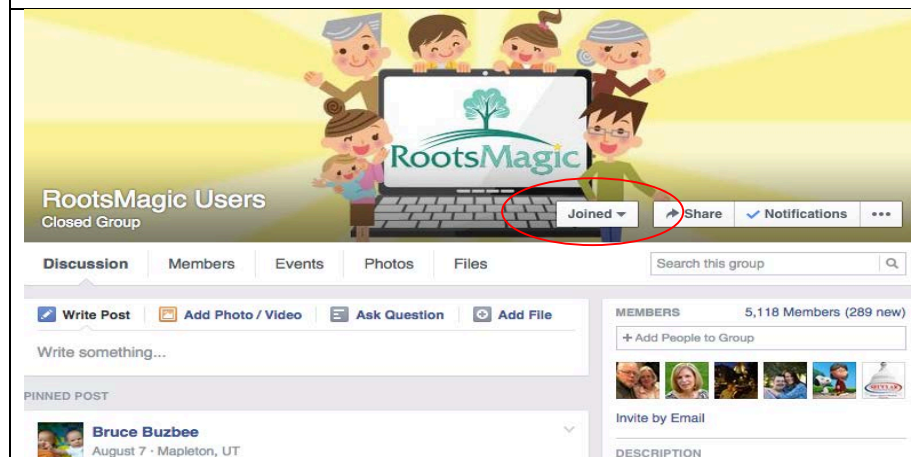 RootsMagic
RootsMagic Users
Closed Group
Joined
Share
Notifications
Discussion Members Events Photos Files
Search this group
Write Post Add Photo / Video Ask Question Add File
Write something...
MEMBERS 5,118 Members (289 new)
+ Add People to Group
Invite by Email
PINNED POST
Bruce Buzbee
August 7 · Mapleton, UT
DESCRIPTION